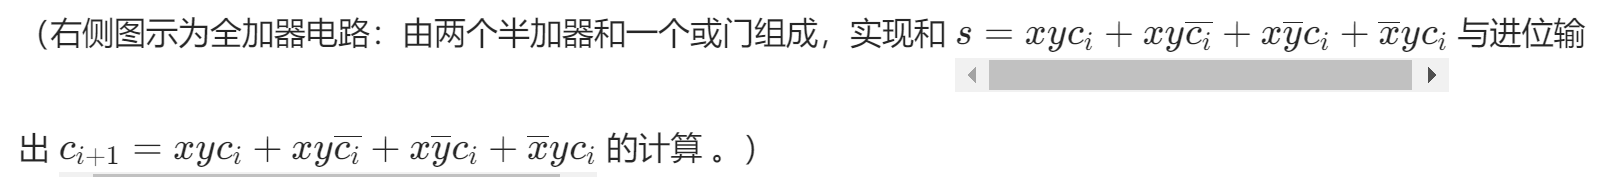 （右侧图示为全加器电路：由两个半加器和一个或门组成，实现和 $s = xyc_i + xy\overline{c_i} + x\overline{y}c_i + \overline{x}yc_i$ 与进位输
出 $c_{i+1} = xyc_i + xy\overline{c_i} + x\overline{y}c_i + \overline{x}yc_i$ 的计算 。）